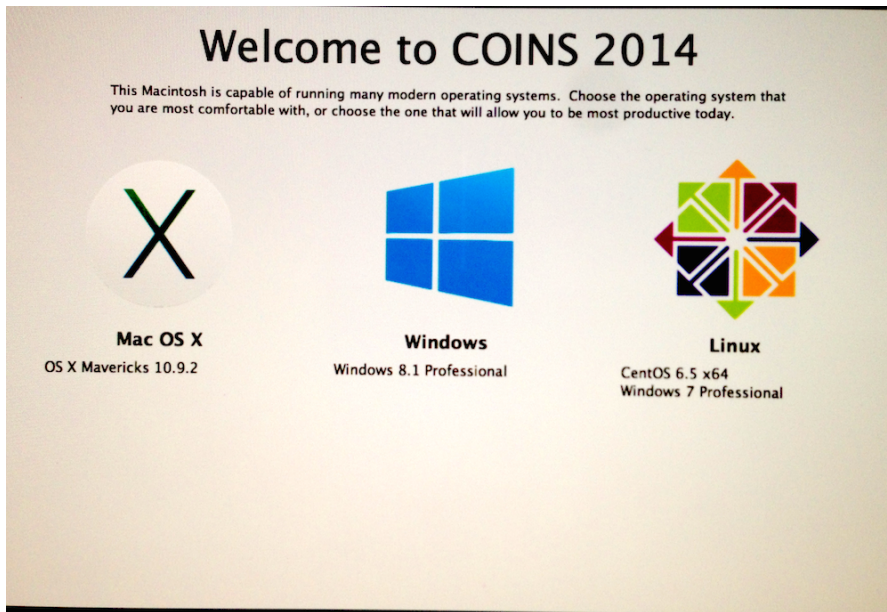 Welcome to COINS 2014
This Macintosh is capable of running many modern operating systems. Choose the operating system that
you are most comfortable with, or choose the one that will allow you to be most productive today.
X
Mac OS X
OS X Mavericks 10.9.2
Windows
Windows 8.1 Professional
Linux
CentOS 6.5 x64
Windows 7 Professional